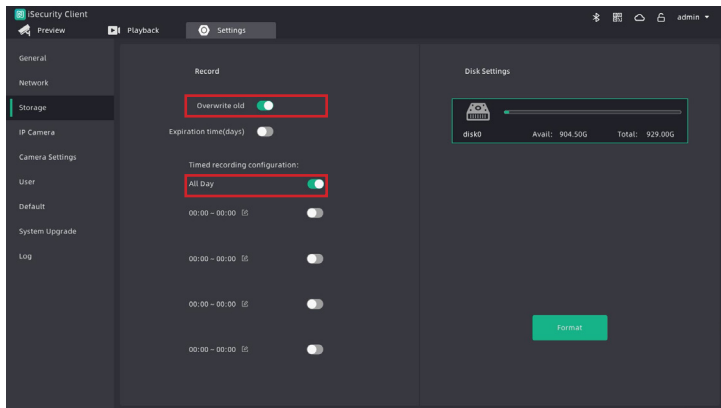 iSecurity Client
admin
Preview
Playback
Settings
General
Network
Storage
IP Camera
Camera Settings
User
Default
System Upgrade
Log
Record
Overwrite old
Expiration time(days)
Timed recording configuration:
All Day
00:00 – 00:00
00:00 – 00:00
00:00 – 00:00
00:00 – 00:00
Disk Settings
disk0 Avail: 904.50G Total: 929.00G
Format